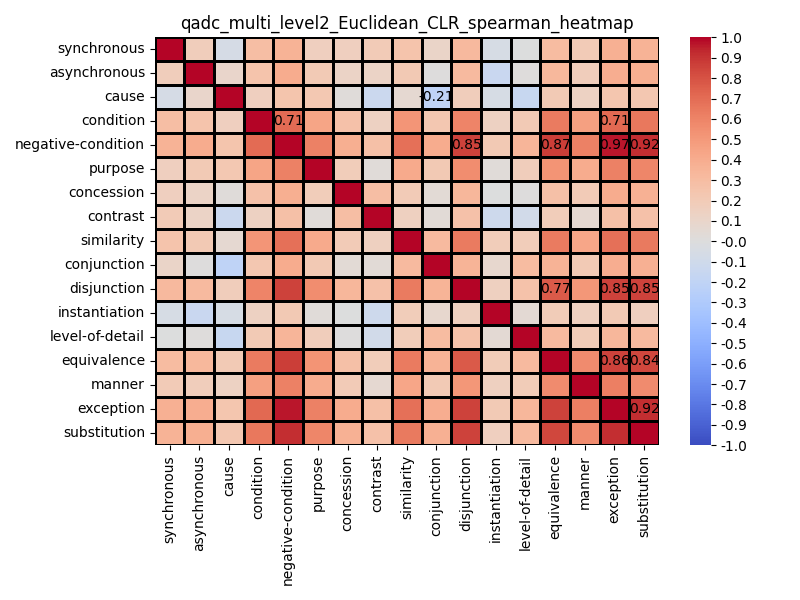 qadc_multi_level2_Euclidean_CLR_spearman_heatmap
synchronous
asynchronous
cause
-0.21
condition
0.71 0.71
negative-condition
0.85 0.87 0.97 0.92
purpose
concession
contrast
similarity
conjunction
disjunction
0.77 0.85 0.85
instantiation
level-of-detail
equivalence
0.86 0.84
manner
exception
0.92
substitution
1.0
0.9
0.8
0.7
0.6
0.5
0.4
0.3
0.2
0.1
-0.0
-0.1
-0.2
-0.3
-0.4
-0.5
-0.6
-0.7
-0.8
-0.9
-1.0
synchronous
asynchronous
cause
condition
negative-condition
purpose
concession
contrast
similarity
conjunction
disjunction
instantiation
level-of-detail
equivalence
manner
exception
substitution